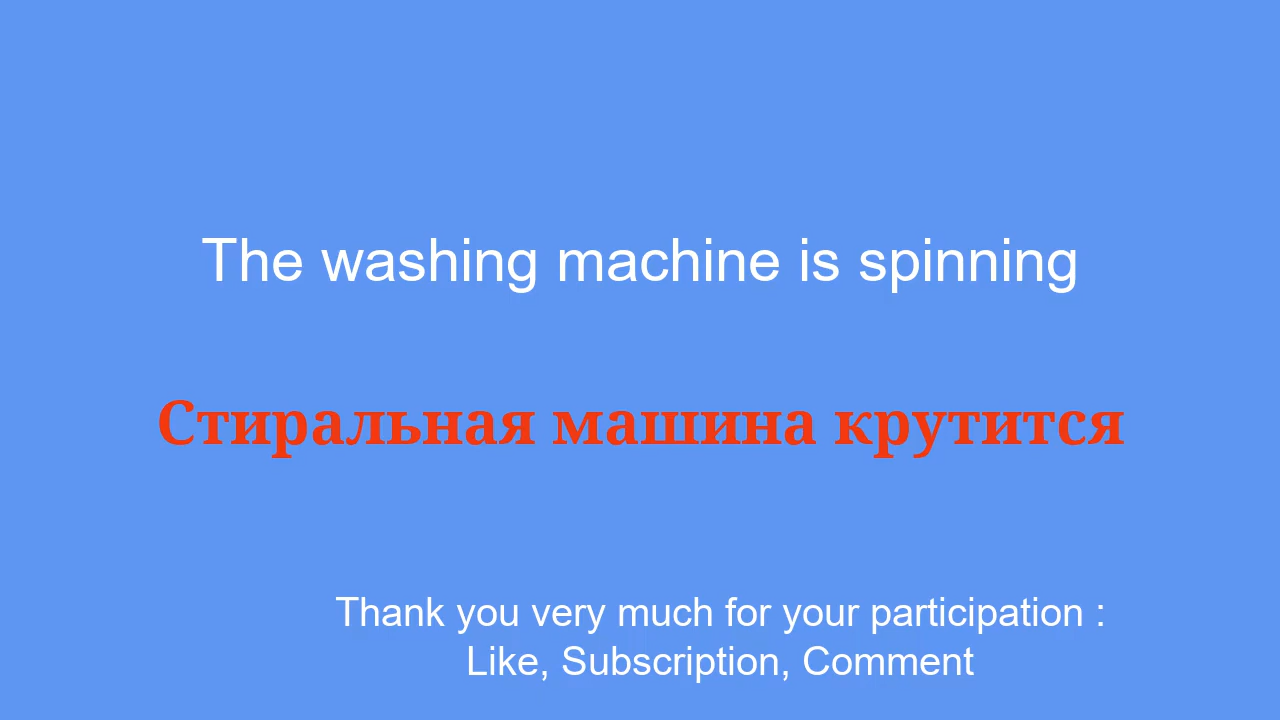 The washing machine is spinning
Стиральная машина крутится
Thank you very much for your participation :
Like, Subscription, Comment